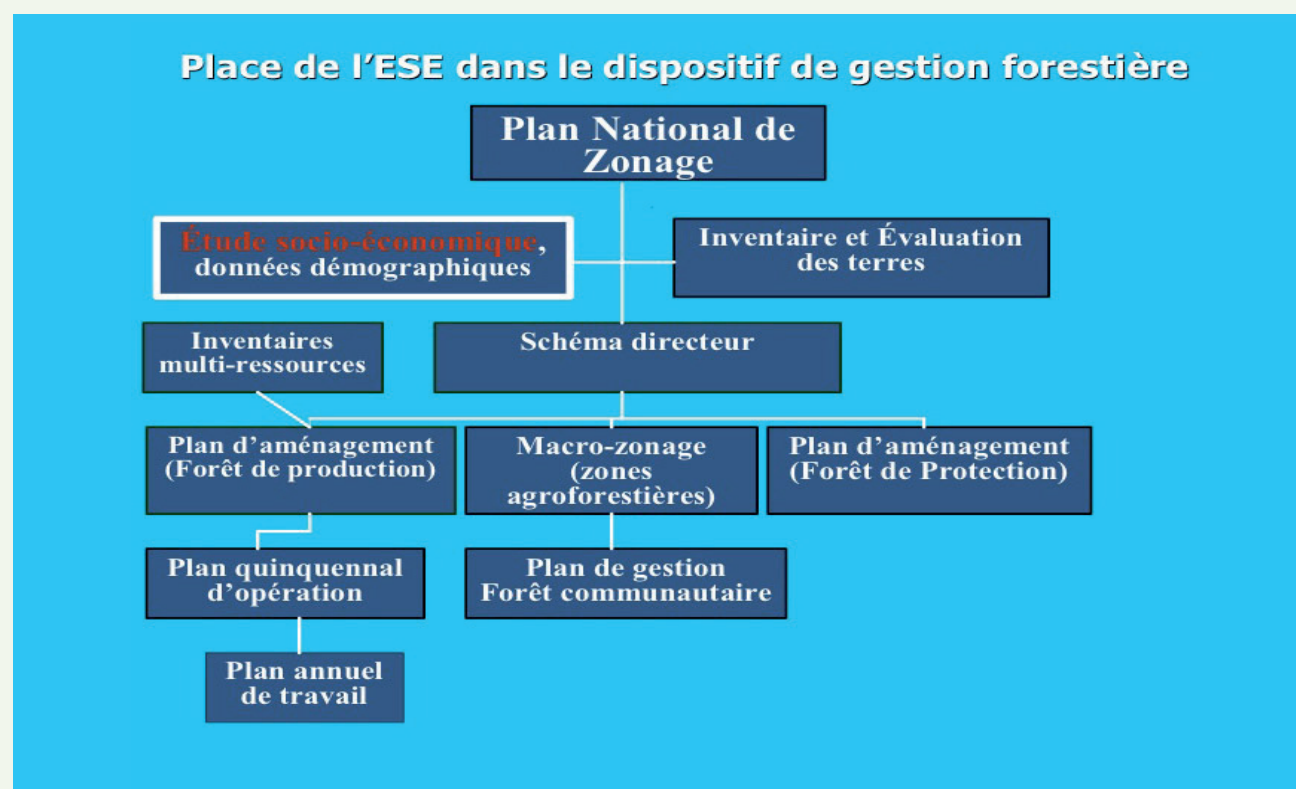 Place de l’ESE dans le dispositif de gestion forestière
Plan National de
Zonage
Étude socio-économique,
données démographiques
Inventaire et Évaluation
des terres
Inventaires
multi-ressources
Schéma directeur
Plan d’aménagement
(Forêt de production)
Macro-zonage
(zones
agroforestières)
Plan d’aménagement
(Forêt de Protection)
Plan quinquennal
d’opération
Plan de gestion
Forêt communautaire
Plan annuel
de travail